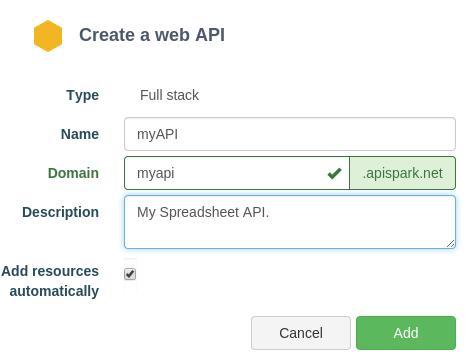 Create a web API
Type Full stack
Name myAPI
Domain myapi .apispark.net
Description My Spreadsheet API.
Add resources
automatically
Cancel Add